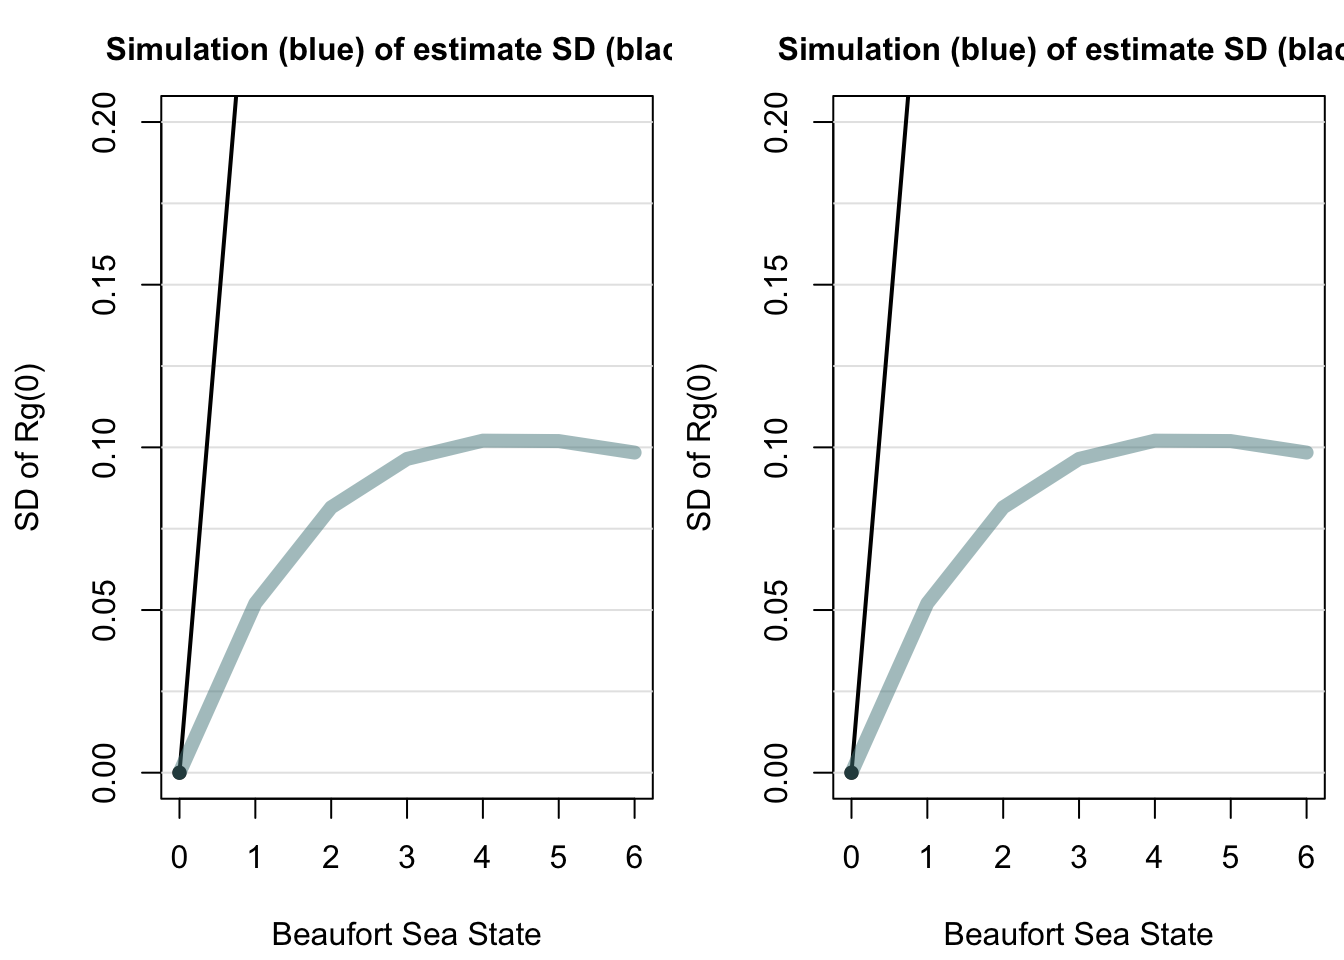 Simulation (blue) of estimate SD (blac
SD of Rg(0)
0.20
0.15
0.10
0.05
0.00
0 1 2 3 4 5 6
Beaufort Sea State
Simulation (blue) of estimate SD (blac
SD of Rg(0)
0.20
0.15
0.10
0.05
0.00
0 1 2 3 4 5 6
Beaufort Sea State